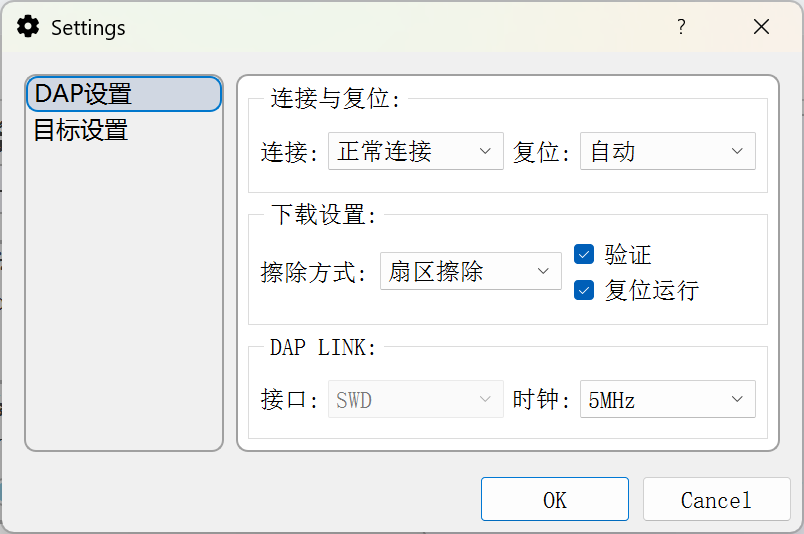 Settings
?
DAP设置
目标设置
连接与复位:
连接: 正常连接 复位: 自动
下载设置:
擦除方式: 扇区擦除
验证
复位运行
DAP LINK:
接口: SWD 时钟: 5MHz
OK Cancel